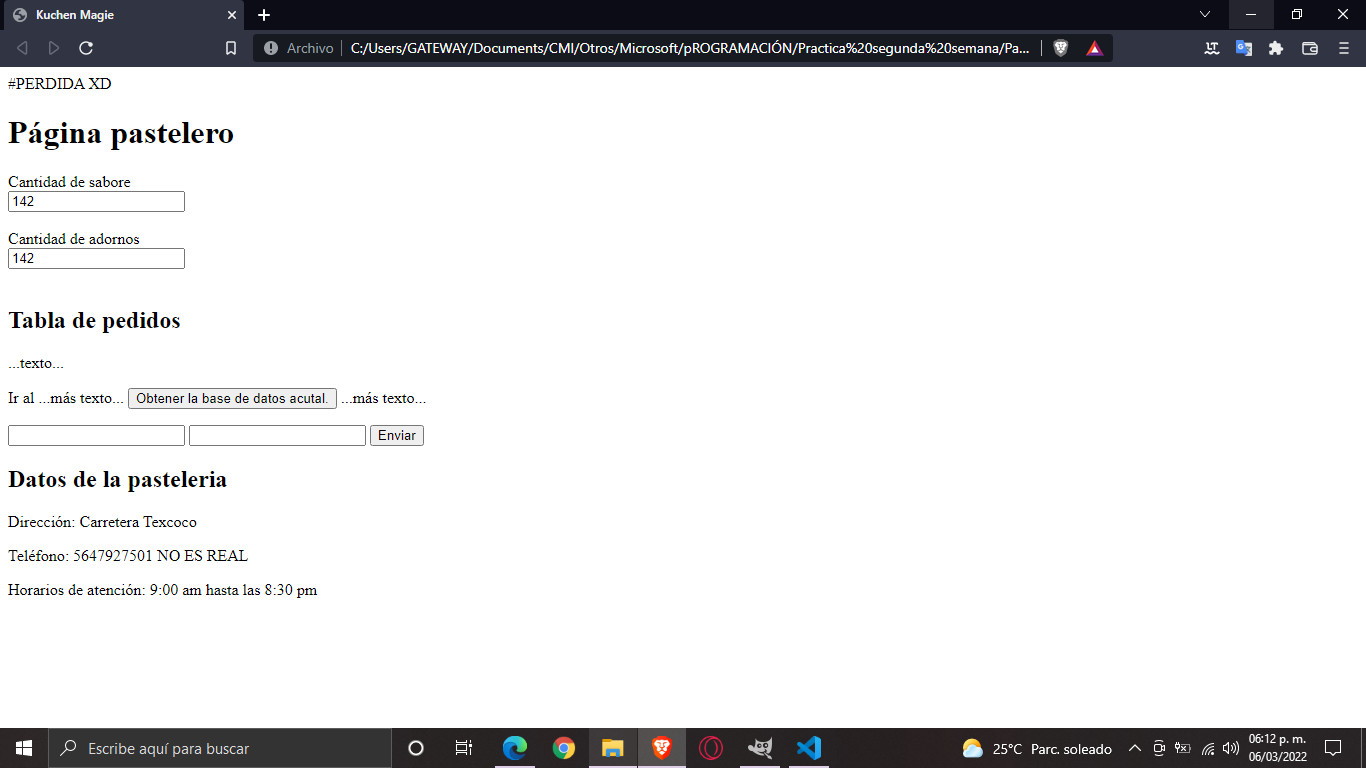 Kuchen Magie
Archivo C:/Users/GATEWAY/Documents/CMI/Otros/Microsoft/pROGRAMACIÓN/Practica%20segunda%20semana/Pa...
#PERDIDA XD
Página pastelero
Cantidad de sabore
142
Cantidad de adornos
142
Tabla de pedidos
...texto...
Ir al ...más texto... Obtener la base de datos acutal. ...más texto...
Enviar
Datos de la pasteleria
Dirección: Carretera Texcoco
Teléfono: 5647927501 NO ES REAL
Horarios de atención: 9:00 am hasta las 8:30 pm
Escribe aquí para buscar
25°C Parc. soleado
06:12 p. m.
06/03/2022